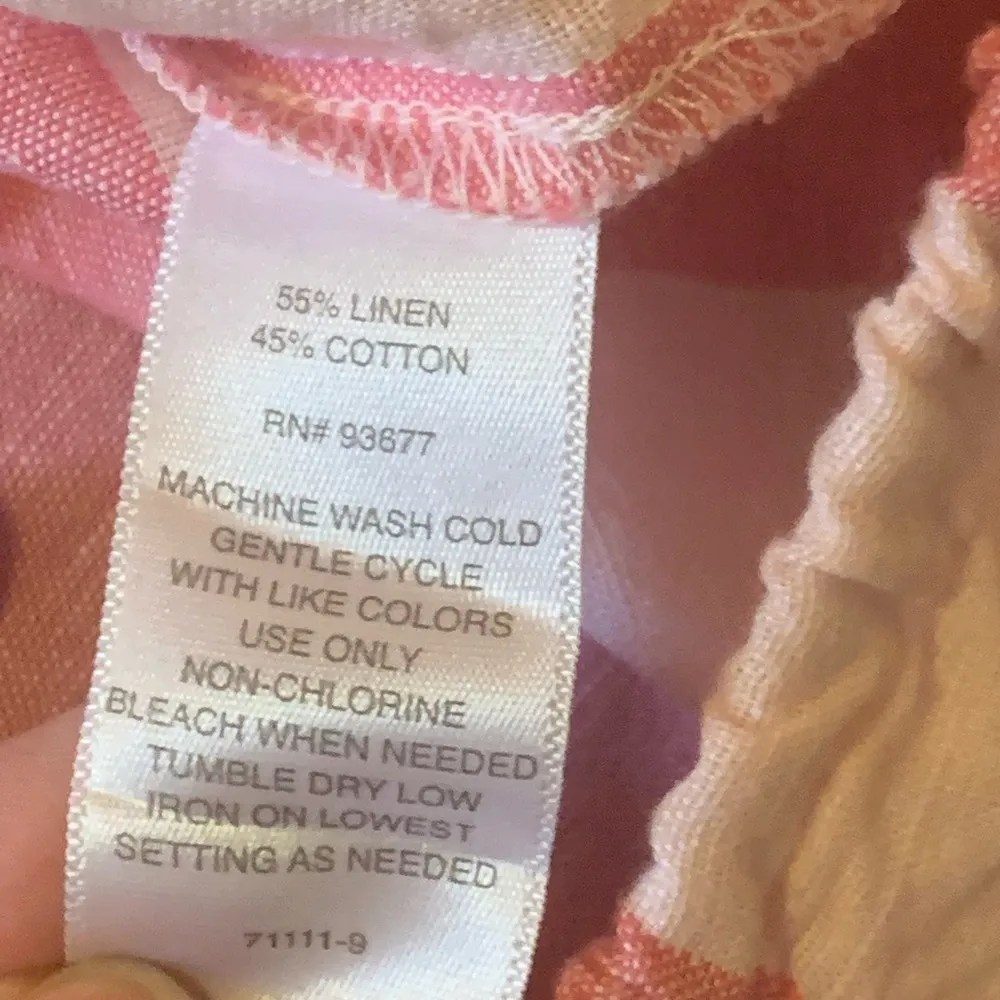 55% LINEN
45% COTTON
RN# 93677
MACHINE WASH COLD
GENTLE CYCLE
WITH LIKE COLORS
USE ONLY
NON-CHLORINE
BLEACH WHEN NEEDED
TUMBLE DRY LOW
IRON ON LOWEST
SETTING AS NEEDED
71111-9